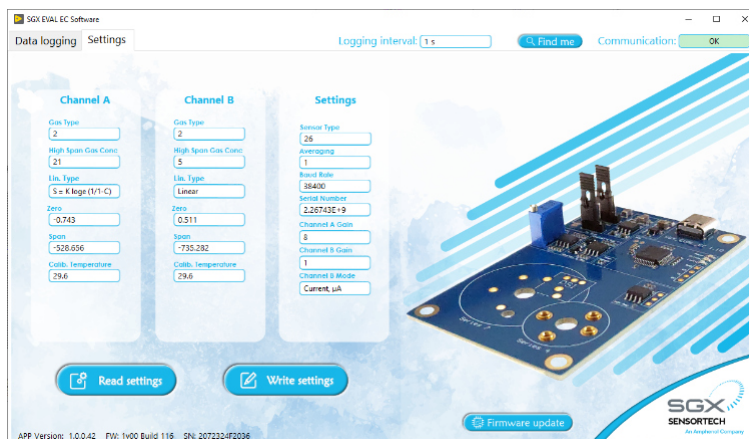 SGX EVAL EC Software
Data logging Settings Logging interval: 1 s Find me Communication: OK
Channel A
Gas Type
2
High Span Gas Conc
21
Lin. Type
S = K loge (1/1-C)
Zero
-0.743
Span
-528.656
Calib. Temperature
29.6
Channel B
Gas Type
2
High Span Gas Conc
5
Lin. Type
Linear
Zero
0.511
Span
-735.282
Calib. Temperature
29.6
Settings
Sensor Type
26
Averaging
1
Baud Rate
38400
Serial Number
2.26743E+9
Channel A Gain
8
Channel B Gain
1
Channel B Mode
Current, µA
Read settings Write settings
Firmware update
SGX
SENSORTECH
An Amphenol Company
APP Version: 1.0.0.42 FW: 1v00 Build 116 SN: 2072324F2036